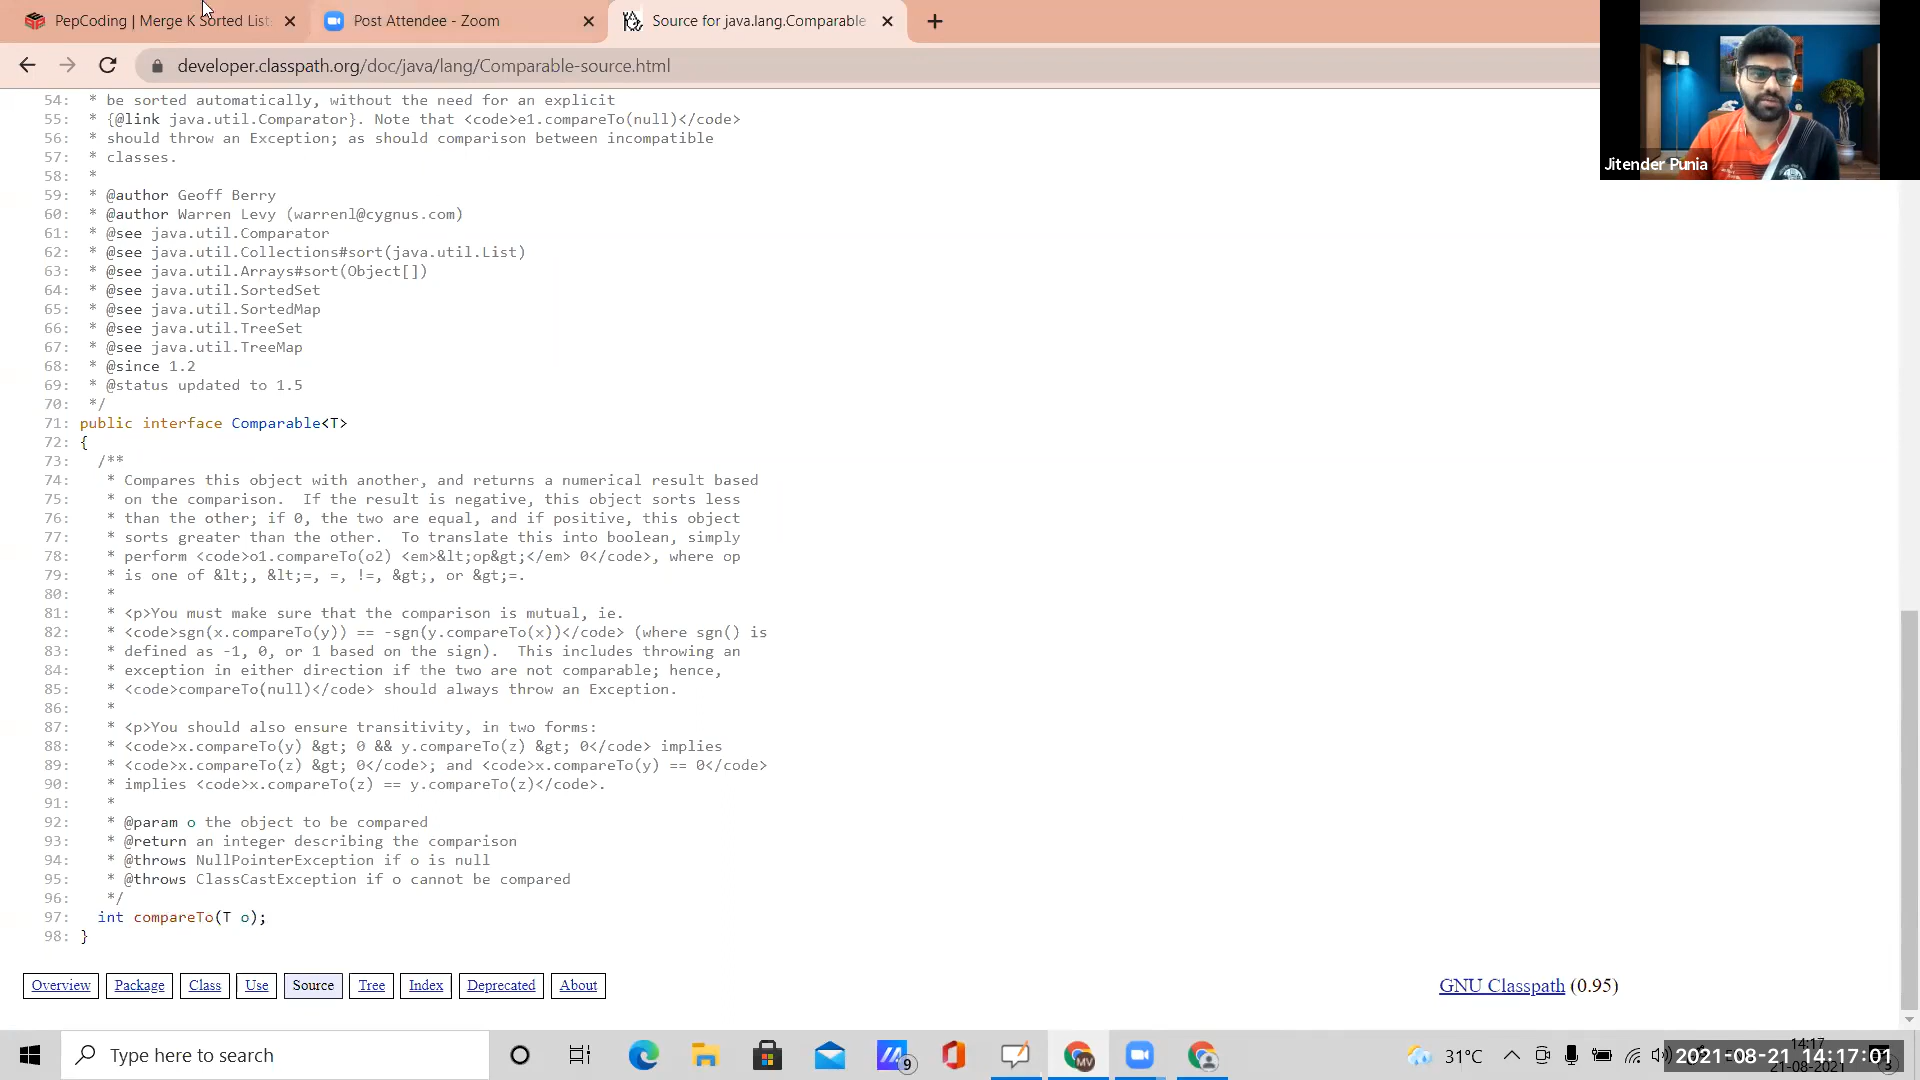 PepCoding | Merge K Sorted List
Post Attendee - Zoom
Source for java.lang.Comparable
developer.classpath.org/doc/java/lang/Comparable-source.html
54:  * be sorted automatically, without the need for an explicit
55:  * {@link java.util.Comparator}. Note that <code>e1.compareTo(null)</code>
56:  * should throw an Exception; as should comparison between incompatible
57:  * classes.
58:  *
59:  * @author Geoff Berry
60:  * @author Warren Levy (warrenl@cygnus.com)
61:  * @see java.util.Comparator
62:  * @see java.util.Collections#sort(java.util.List)
63:  * @see java.util.Arrays#sort(Object[])
64:  * @see java.util.SortedSet
65:  * @see java.util.SortedMap
66:  * @see java.util.TreeSet
67:  * @see java.util.TreeMap
68:  * @since 1.2
69:  * @status updated to 1.5
70:  */
71: public interface Comparable<T>
72: {
73:   /**
74:    * Compares this object with another, and returns a numerical result based
75:    * on the comparison.  If the result is negative, this object sorts less
76:    * than the other; if 0, the two are equal, and if positive, this object
77:    * sorts greater than the other.  To translate this into boolean, simply
78:    * perform <code>o1.compareTo(o2) <em>&lt;op&gt;</em> 0</code>, where op
79:    * is one of &lt;, &lt;=, =, !=, &gt;, or &gt;=.
80:    *
81:    * <p>You must make sure that the comparison is mutual, ie.
82:    * <code>sgn(x.compareTo(y)) == -sgn(y.compareTo(x))</code> (where sgn() is
83:    * defined as -1, 0, or 1 based on the sign).  This includes throwing an
84:    * exception in either direction if the two are not comparable; hence,
85:    * <code>compareTo(null)</code> should always throw an Exception.
86:    *
87:    * <p>You should also ensure transitivity, in two forms:
88:    * <code>x.compareTo(y) &gt; 0 && y.compareTo(z) &gt; 0</code> implies
89:    * <code>x.compareTo(z) &gt; 0</code>; and <code>x.compareTo(y) == 0</code>
90:    * implies <code>x.compareTo(z) == y.compareTo(z)</code>.
91:    *
92:    * @param o the object to be compared
93:    * @return an integer describing the comparison
94:    * @throws NullPointerException if o is null
95:    * @throws ClassCastException if o cannot be compared
96:    */
97:   int compareTo(T o);
98: }
Jitender Punia
Overview Package Class Use Source Tree Index Deprecated About
GNU Classpath (0.95)
Type here to search
9
MV
31°C
14:17
2021-08-21 14:17:01
21-08-2021